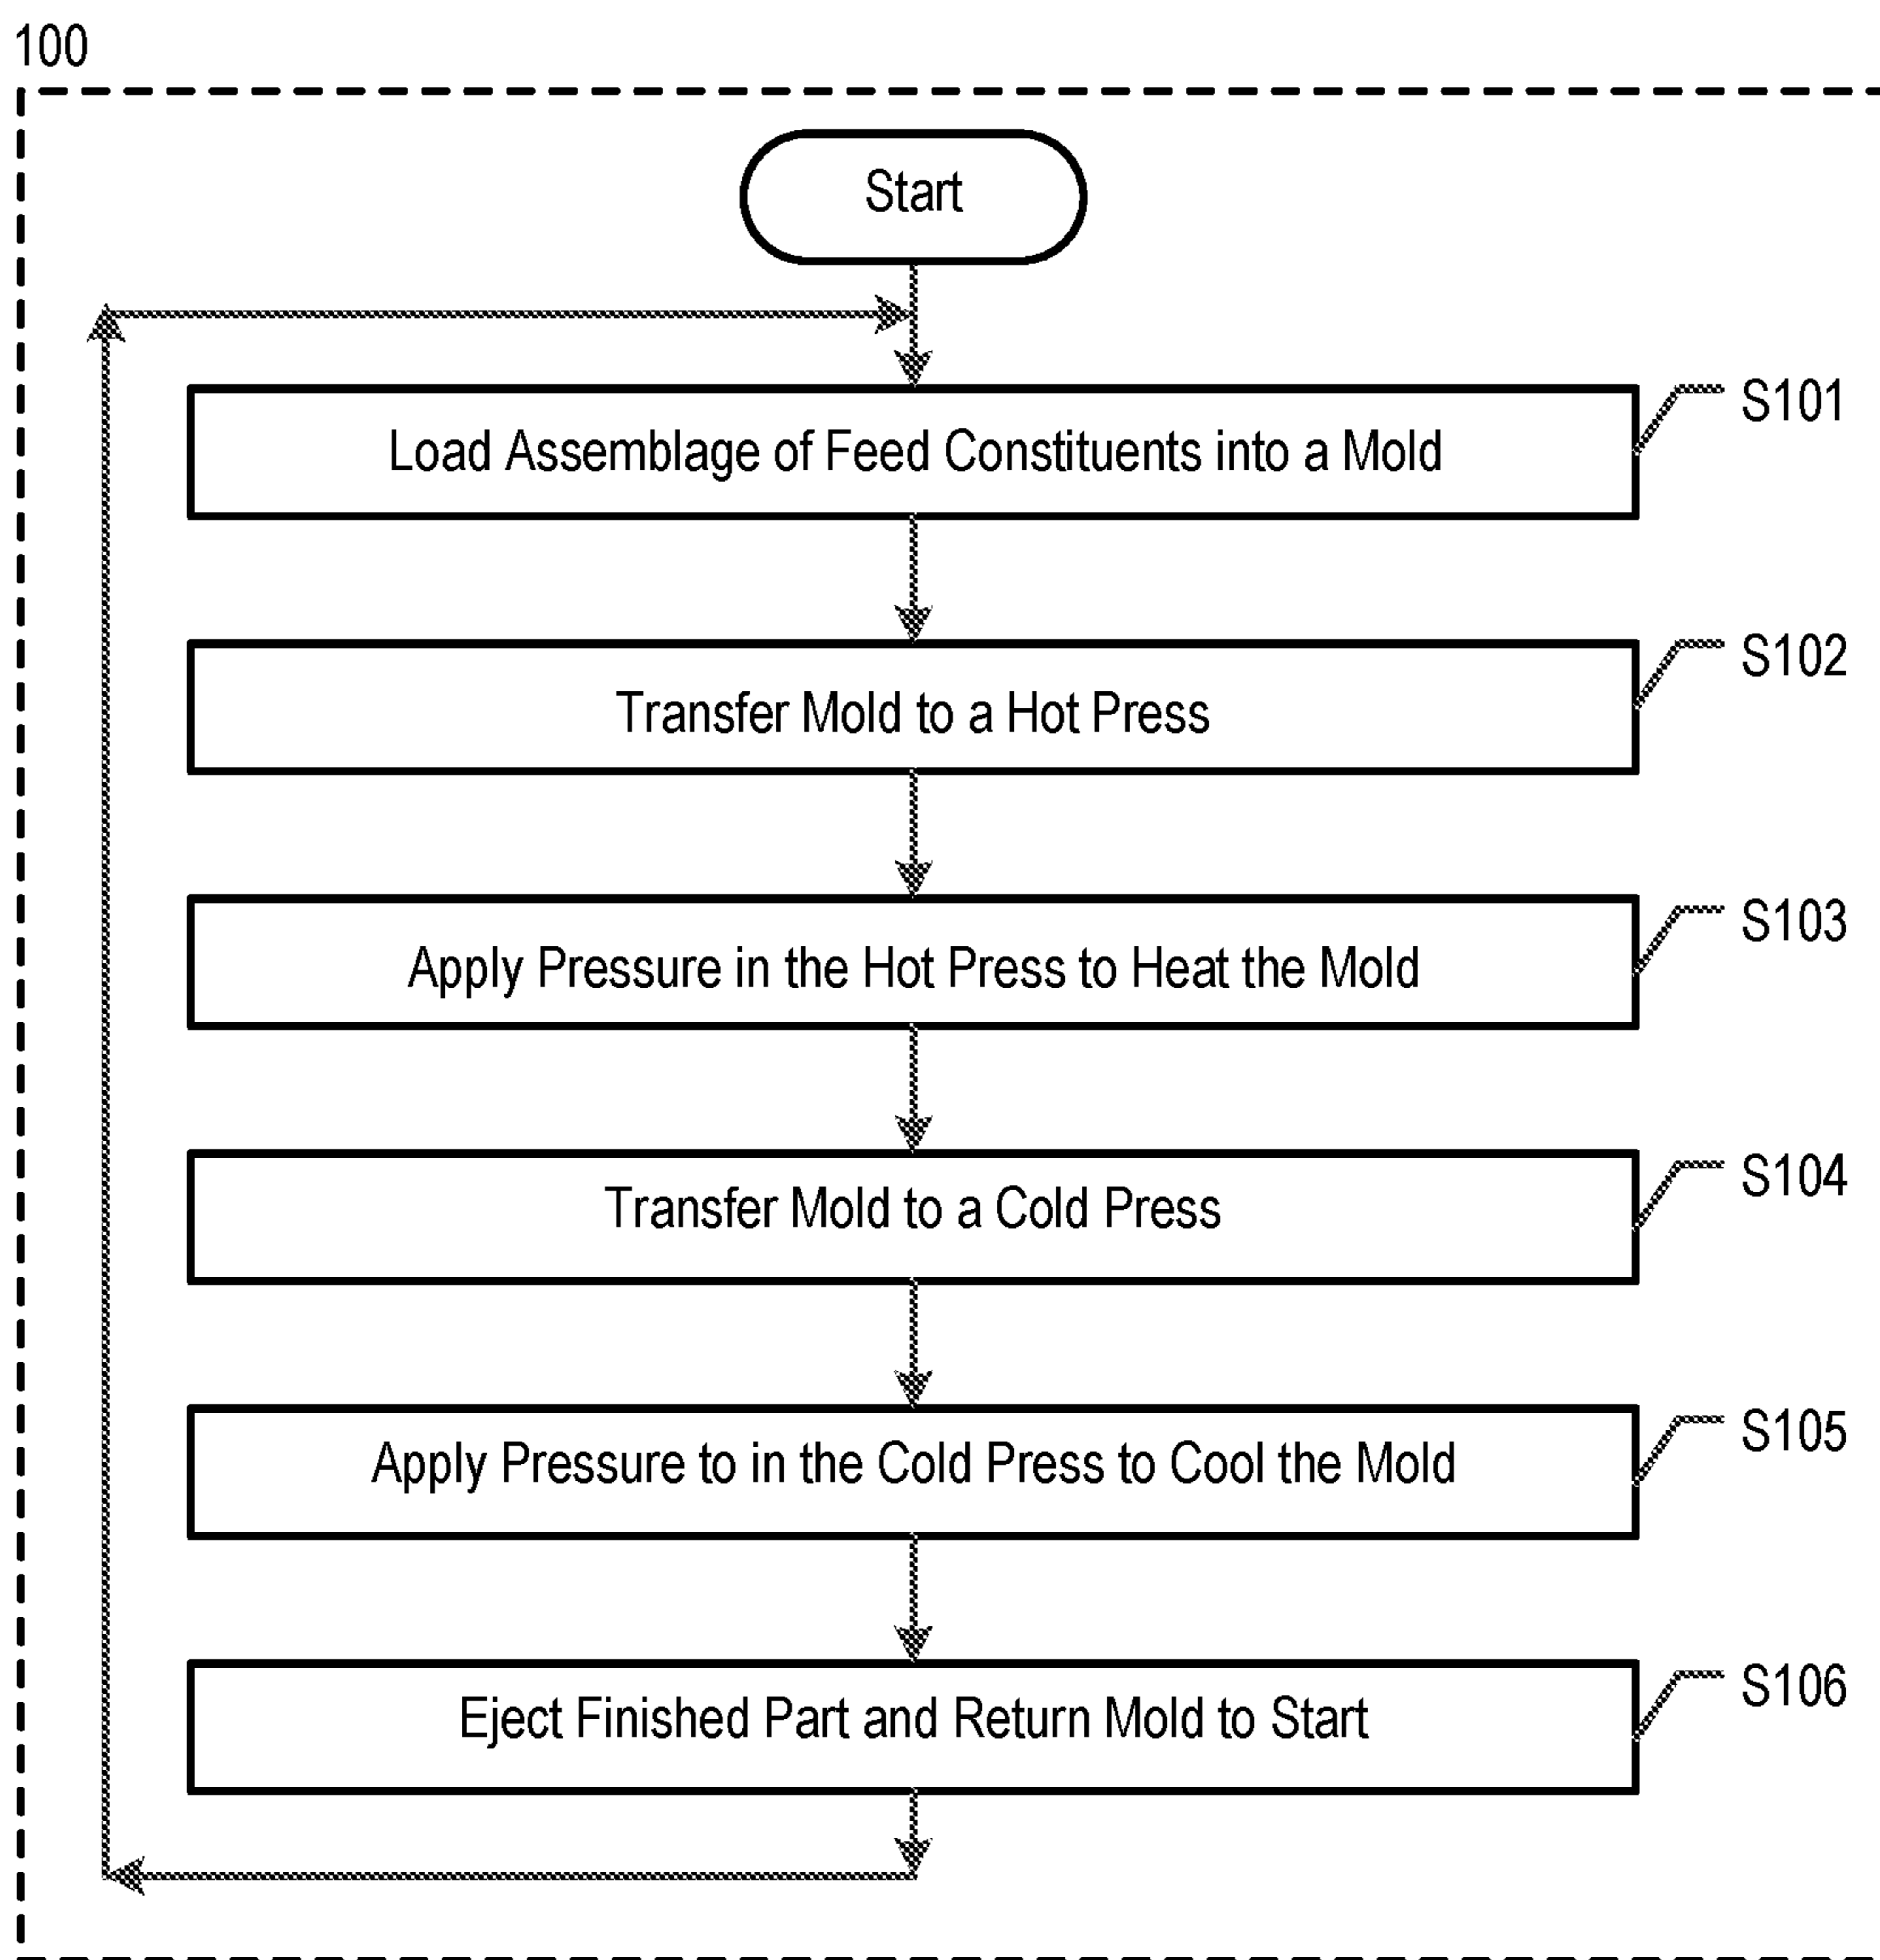 100
Start
Load Assemblage of Feed Constituents into a Mold
S101
Transfer Mold to a Hot Press
S102
Apply Pressure in the Hot Press to Heat the Mold
S103
Transfer Mold to a Cold Press
S104
Apply Pressure to in the Cold Press to Cool the Mold
S105
Eject Finished Part and Return Mold to Start
S106